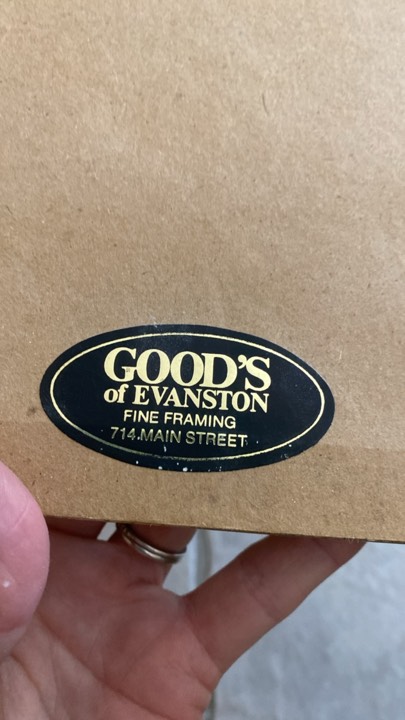 GOOD'S
of EVANSTON
FINE FRAMING
714 MAIN STREET